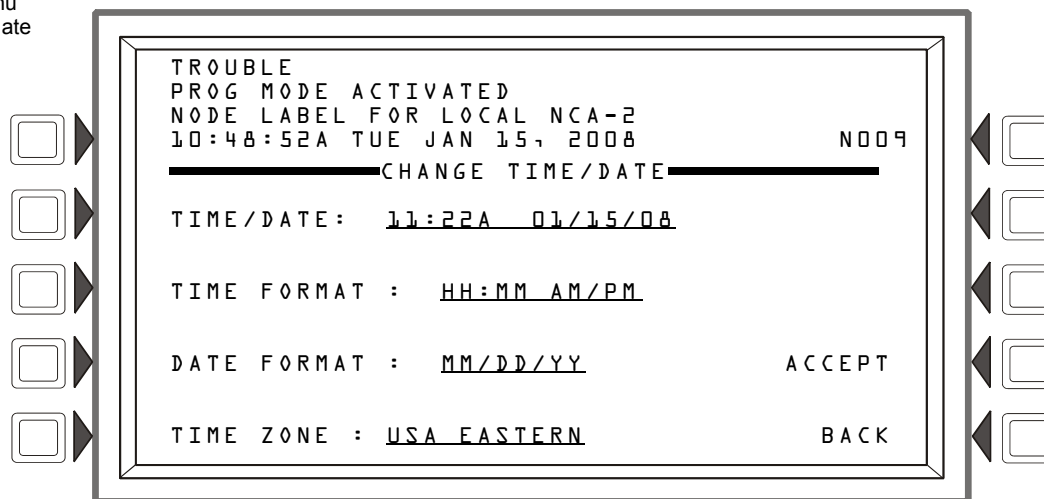 nu
ate
TROUBLE
PROG MODE ACTIVATED
NODE LABEL FOR LOCAL NCA-2
10:48:52A TUE JAN 15, 2008 N009
CHANGE TIME/DATE
TIME/DATE: 11:22A 01/15/08
TIME FORMAT : HH:MM AM/PM
DATE FORMAT : MM/DD/YY ACCEPT
TIME ZONE : USA EASTERN BACK